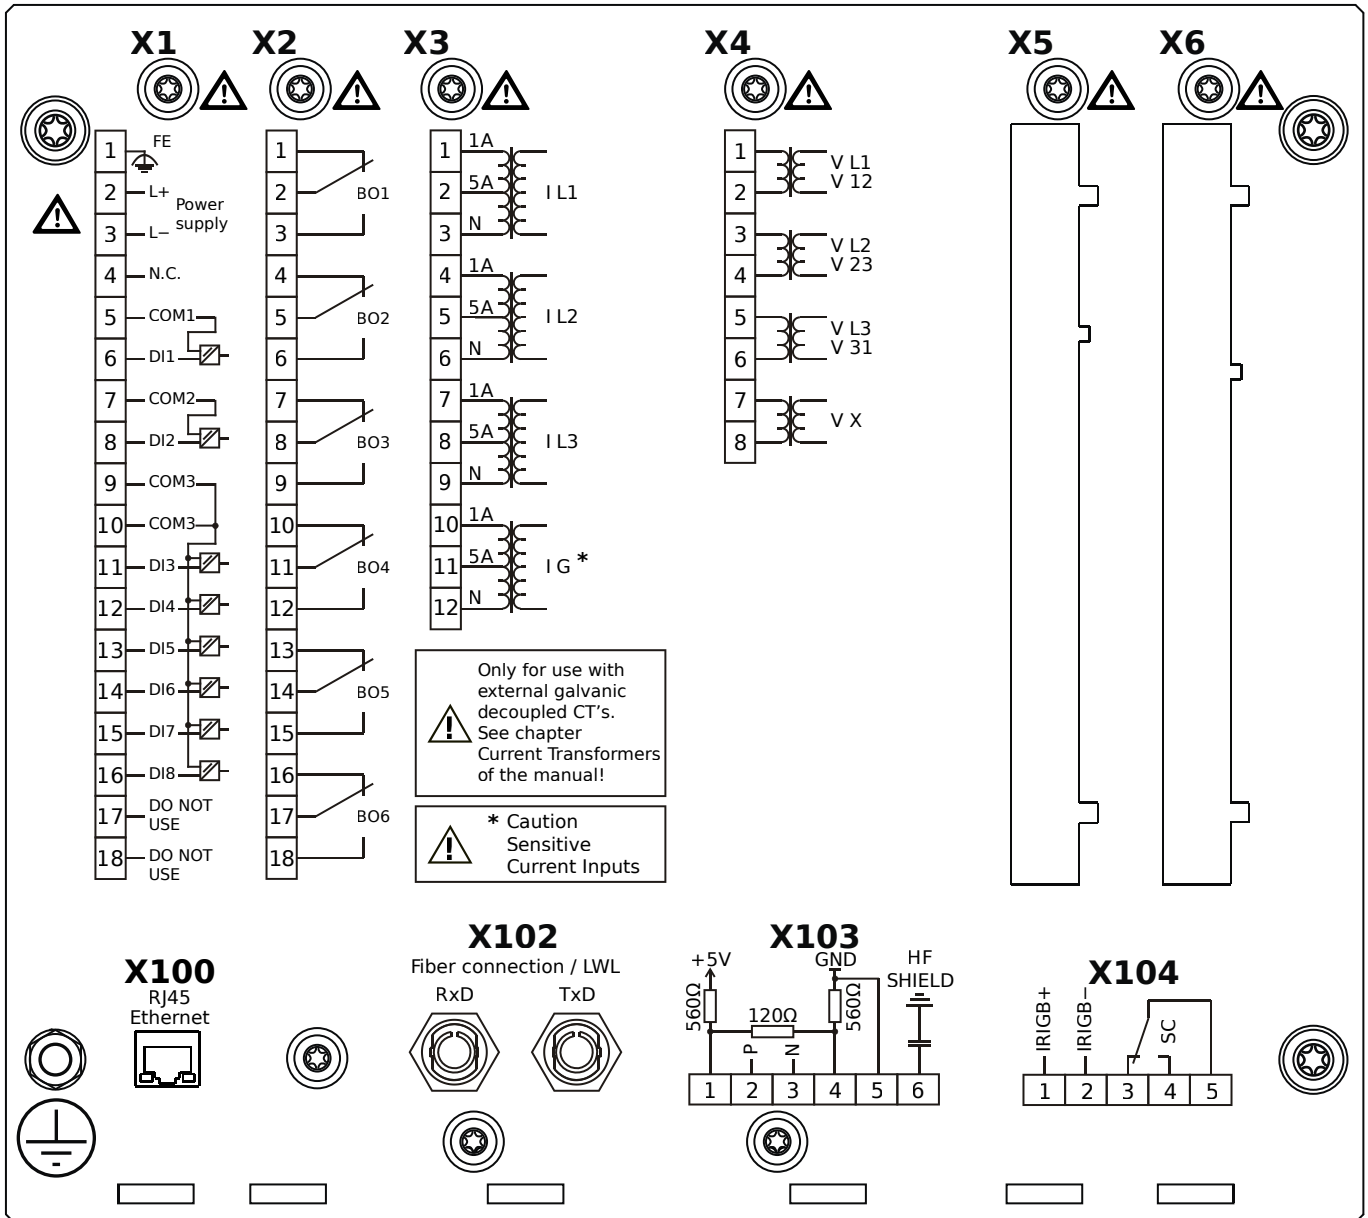 X1 X2 X3 X4 X5 X6
1 FE
2 L+ Power
supply
3 L−
4 N.C.
5 COM1
6 DI1
7 COM2
8 DI2
9 COM3
10 COM3
11 DI3
12 DI4
13 DI5
14 DI6
15 DI7
16 DI8
17 DO NOT
USE
18 DO NOT
USE
1
2 BO1
3
4
5 BO2
6
7
8 BO3
9
10
11 BO4
12
13
14 BO5
15
16
17 BO6
18
1 1A
2 5A I L1
3 N
4 1A
5 5A I L2
6 N
7 1A
8 5A I L3
9 N
10 1A
11 5A I G *
12 N
Only for use with
external galvanic
decoupled CT's.
See chapter
Current Transformers
of the manual!
* Caution
Sensitive
Current Inputs
1 V L1
2 V 12
3 V L2
4 V 23
5 V L3
6 V 31
7 V X
8
X100
RJ45
Ethernet
X102
Fiber connection / LWL
RxD TxD
X103
+5V GND HF
SHIELD
560Ω 120Ω 560Ω
P N
1 2 3 4 5 6
X104
IRIGB+ IRIGB− SC
1 2 3 4 5